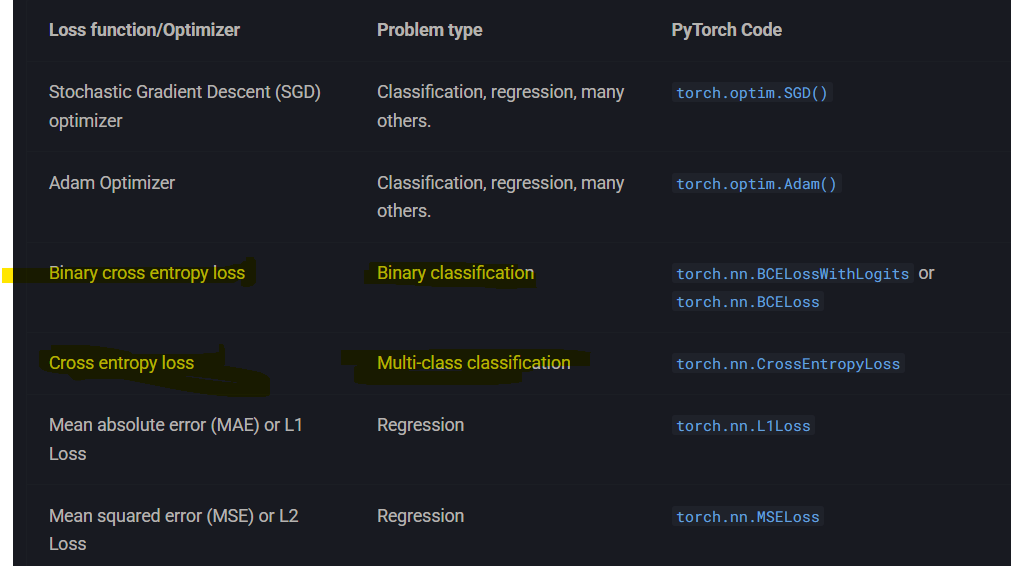 Loss function/Optimizer Problem type PyTorch Code
Stochastic Gradient Descent (SGD) Classification, regression, many torch.optim.SGD()
optimizer others.
Adam Optimizer Classification, regression, many torch.optim.Adam()
others.
Binary cross entropy loss Binary classification torch.nn.BCELossWithLogits or
torch.nn.BCELoss
Cross entropy loss Multi-class classification torch.nn.CrossEntropyLoss
Mean absolute error (MAE) or L1 Regression torch.nn.L1Loss
Loss
Mean squared error (MSE) or L2 Regression torch.nn.MSELoss
Loss